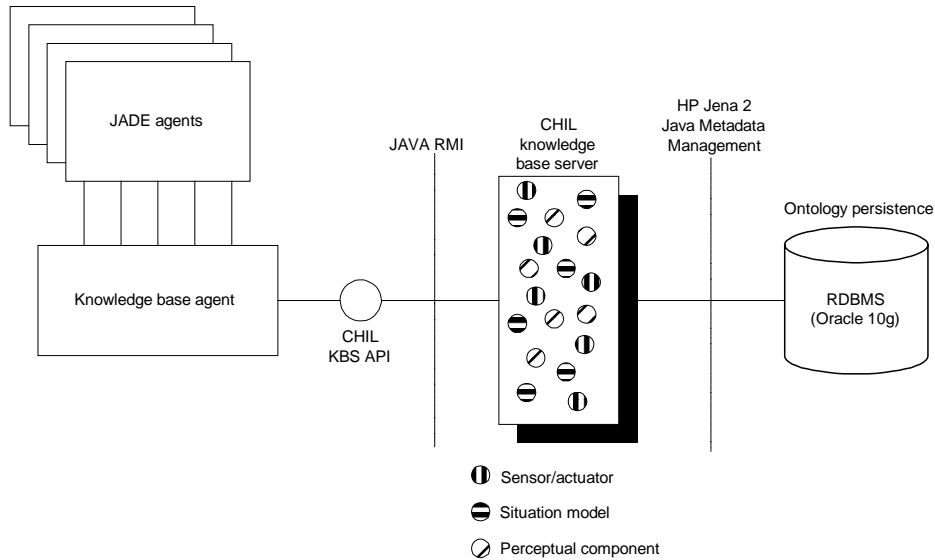 JADE agents
Knowledge base agent
CHIL
KBS API
JAVA RMI
CHIL
knowledge
base server
HP Jena 2
Java Metadada
Management
Ontology persistence
RDBMS
(Oracle 10g)
Sensor/actuator
Situation model
Perceptual component